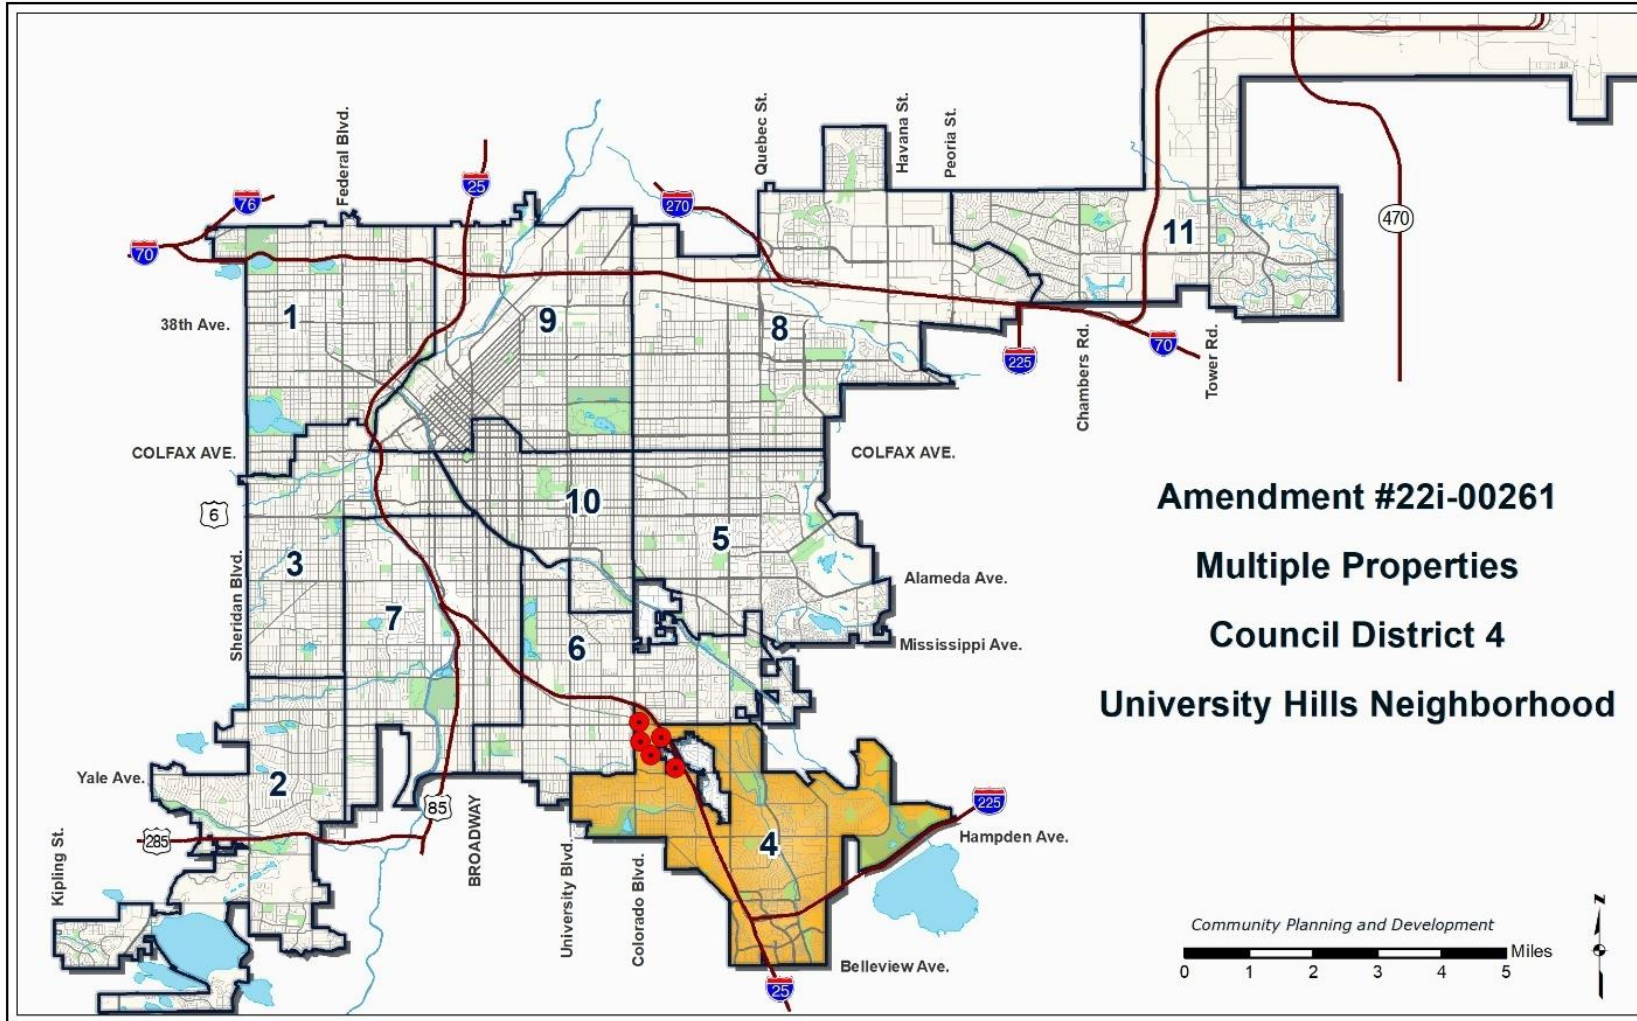 Federal Blvd.
Quebec St.
Havana St.
Peoria St.
76
25
270
70
470
11
1
9
8
38th Ave.
225
70
Chambers Rd.
Tower Rd.
COLFAX AVE.
COLFAX AVE.
6
10
5
3
Sheridan Blvd.
7
6
Alameda Ave.
Mississippi Ave.
Amendment #22i-00261
Multiple Properties
Council District 4
University Hills Neighborhood
Yale Ave.
2
85
285
225
4
Hampden Ave.
Kipling St.
BROADWAY
University Blvd.
Colorado Blvd.
Belleview Ave.
25
Community Planning and Development
Miles
0 1 2 3 4 5
N